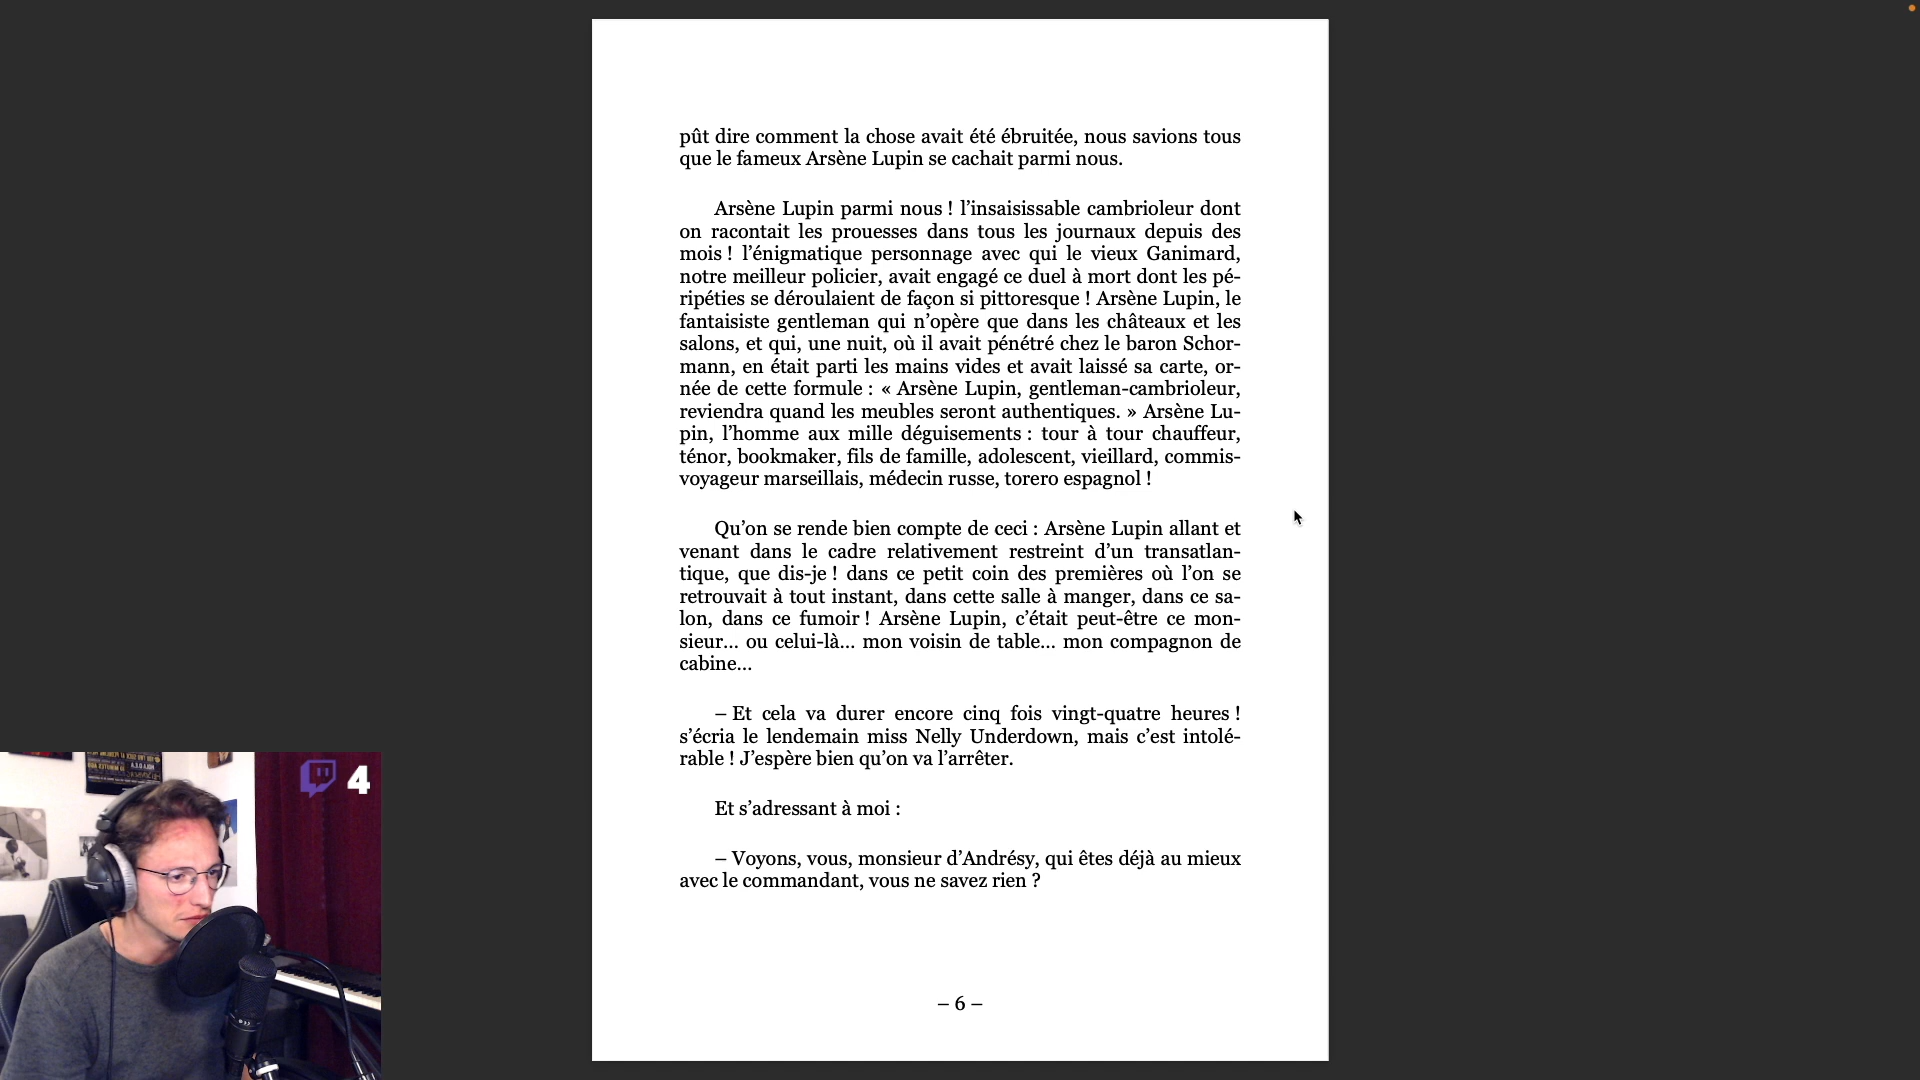 pût dire comment la chose avait été ébruitée, nous savions tous
que le fameux Arsène Lupin se cachait parmi nous.
Arsène Lupin parmi nous ! l’insaisissable cambrioleur dont
on racontait les prouesses dans tous les journaux depuis des
mois ! l’énigmatique personnage avec qui le vieux Ganimard,
notre meilleur policier, avait engagé ce duel à mort dont les pé-
ripéties se déroulaient de façon si pittoresque ! Arsène Lupin, le
fantaisiste gentleman qui n’opère que dans les châteaux et les
salons, et qui, une nuit, où il avait pénétré chez le baron Schor-
mann, en était parti les mains vides et avait laissé sa carte, or-
née de cette formule : « Arsène Lupin, gentleman-cambrioleur,
reviendra quand les meubles seront authentiques. » Arsène Lu-
pin, l’homme aux mille déguisements : tour à tour chauffeur,
ténor, bookmaker, fils de famille, adolescent, vieillard, commis-
voyageur marseillais, médecin russe, torero espagnol !
Qu’on se rende bien compte de ceci : Arsène Lupin allant et
venant dans le cadre relativement restreint d’un transatlan-
tique, que dis-je ! dans ce petit coin des premières où l’on se
retrouvait à tout instant, dans cette salle à manger, dans ce sa-
lon, dans ce fumoir ! Arsène Lupin, c’était peut-être ce mon-
sieur… ou celui-là… mon voisin de table… mon compagnon de
cabine…
– Et cela va durer encore cinq fois vingt-quatre heures !
s’écria le lendemain miss Nelly Underdown, mais c’est intolé-
rable ! J’espère bien qu’on va l’arrêter.
Et s’adressant à moi :
– Voyons, vous, monsieur d’Andrésy, qui êtes déjà au mieux
avec le commandant, vous ne savez rien ?
– 6 –
4